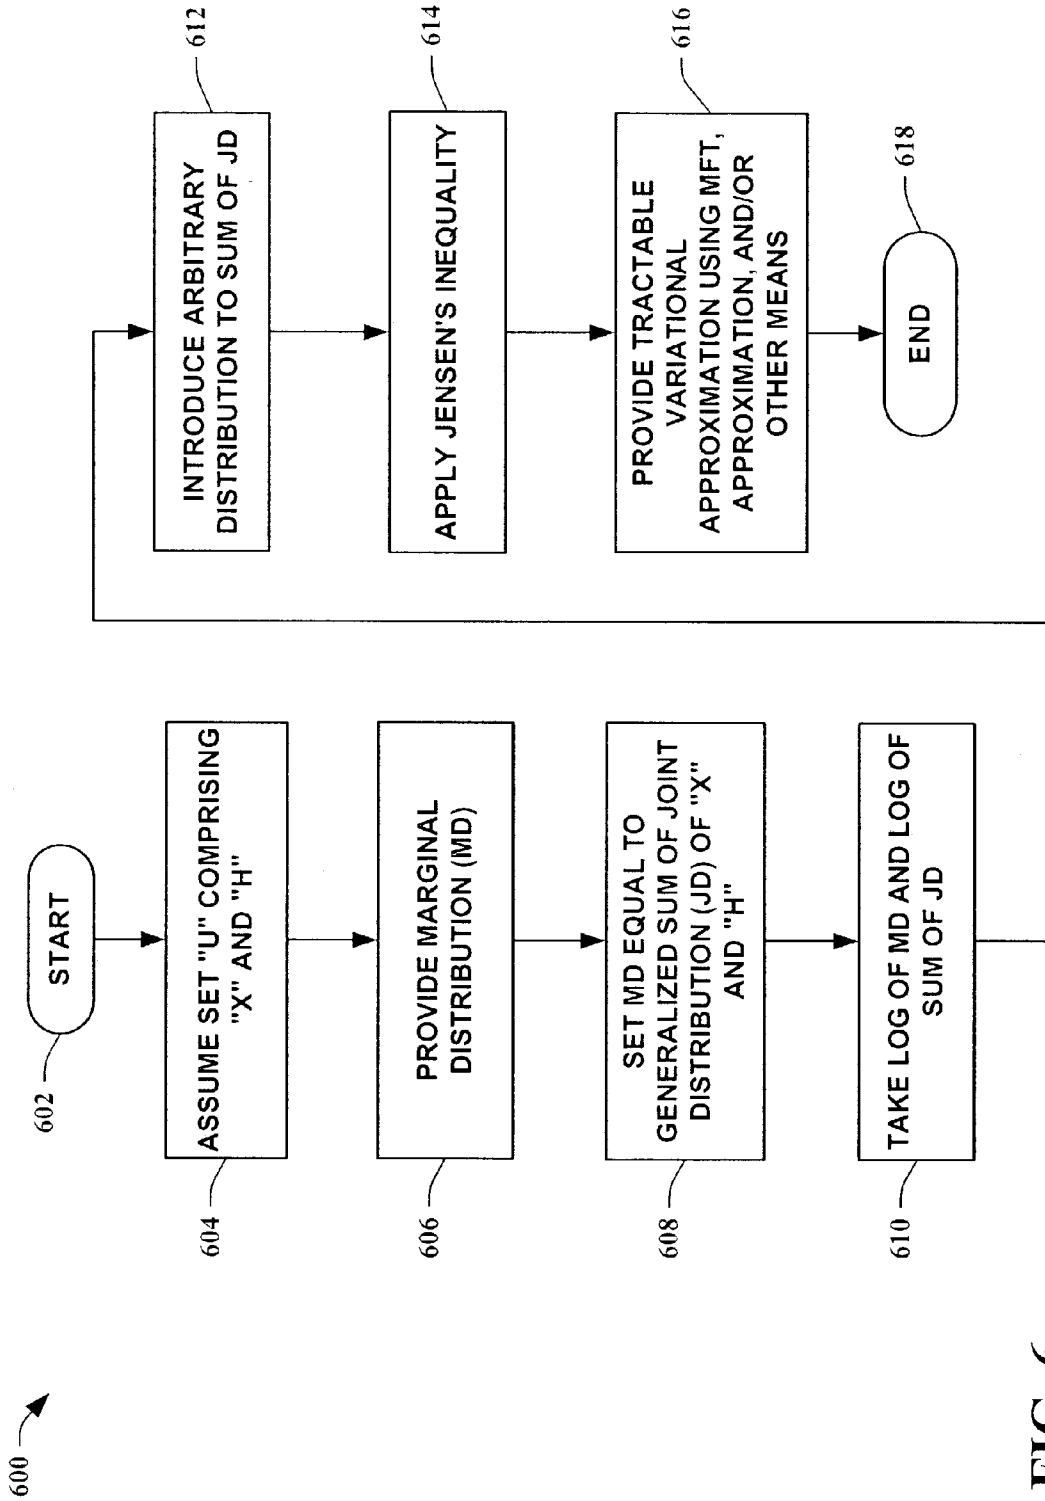 600
START
602
ASSUME SET "U" COMPRISING
"X" AND "H"
604
PROVIDE MARGINAL
DISTRIBUTION (MD)
606
SET MD EQUAL TO
GENERALIZED SUM OF JOINT
DISTRIBUTION (JD) OF "X"
AND "H"
608
TAKE LOG OF MD AND LOG OF
SUM OF JD
610
INTRODUCE ARBITRARY
DISTRIBUTION TO SUM OF JD
612
APPLY JENSEN'S INEQUALITY
614
PROVIDE TRACTABLE
VARIATIONAL
APPROXIMATION USING MFT,
APPROXIMATION, AND/OR
OTHER MEANS
616
END
618
FIG.